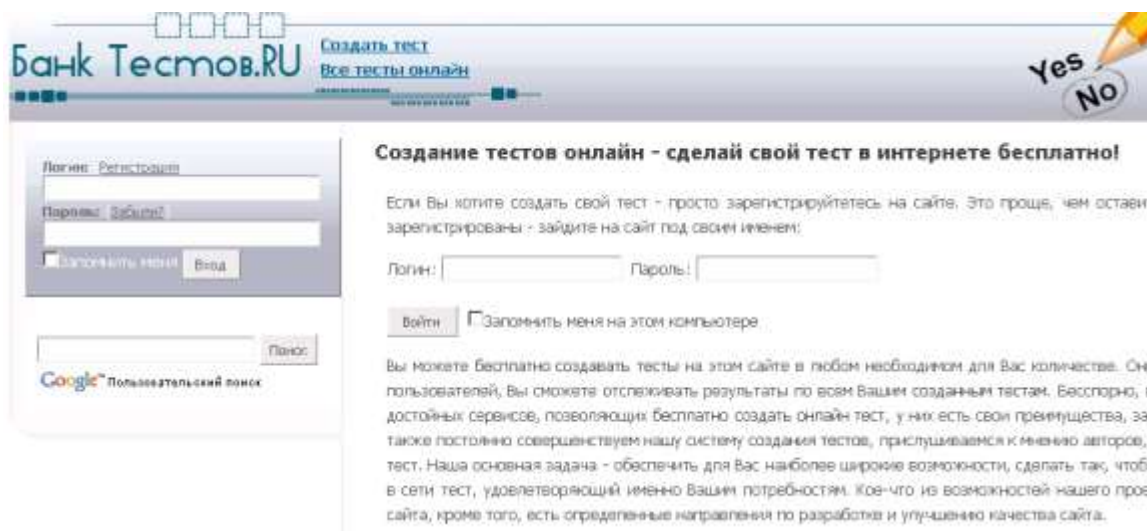 Банк Тестов.RU
Создать тест
Все тесты онлайн
Yes
No
Логин: Регистрация
Пароль: Забыли?
Запомнить меня Вход
Поиск
Google™ Пользовательский поиск
Создание тестов онлайн - сделай свой тест в интернете бесплатно!
Если Вы хотите создать свой тест - просто зарегистрируйтетесь на сайте. Это проще, чем остави
зарегистрированы - зайдите на сайт под своим именем:
Логин: Пароль:
Войти Запомнить меня на этом компьютере
Вы можете бесплатно создавать тесты на этом сайте в любом необходимом для Вас количестве. Он
пользователей, Вы сможете отслеживать результаты по всем Вашим созданным тестам. Бесспорно,
достойных сервисов, позволяющих бесплатно создать онлайн тест, у них есть свои преимущества, за
также постоянно совершенствуем нашу систему создания тестов, прислушиваемся к мнению авторов,
тест. Наша основная задача - обеспечить для Вас наиболее широкие возможности, сделать так, чтоб
в сети тест, удовлетворяющий именно Вашим потребностям. Кое-что из возможностей нашего прое
сайта, кроме того, есть определенные направления по разработке и улучшению качества сайта.